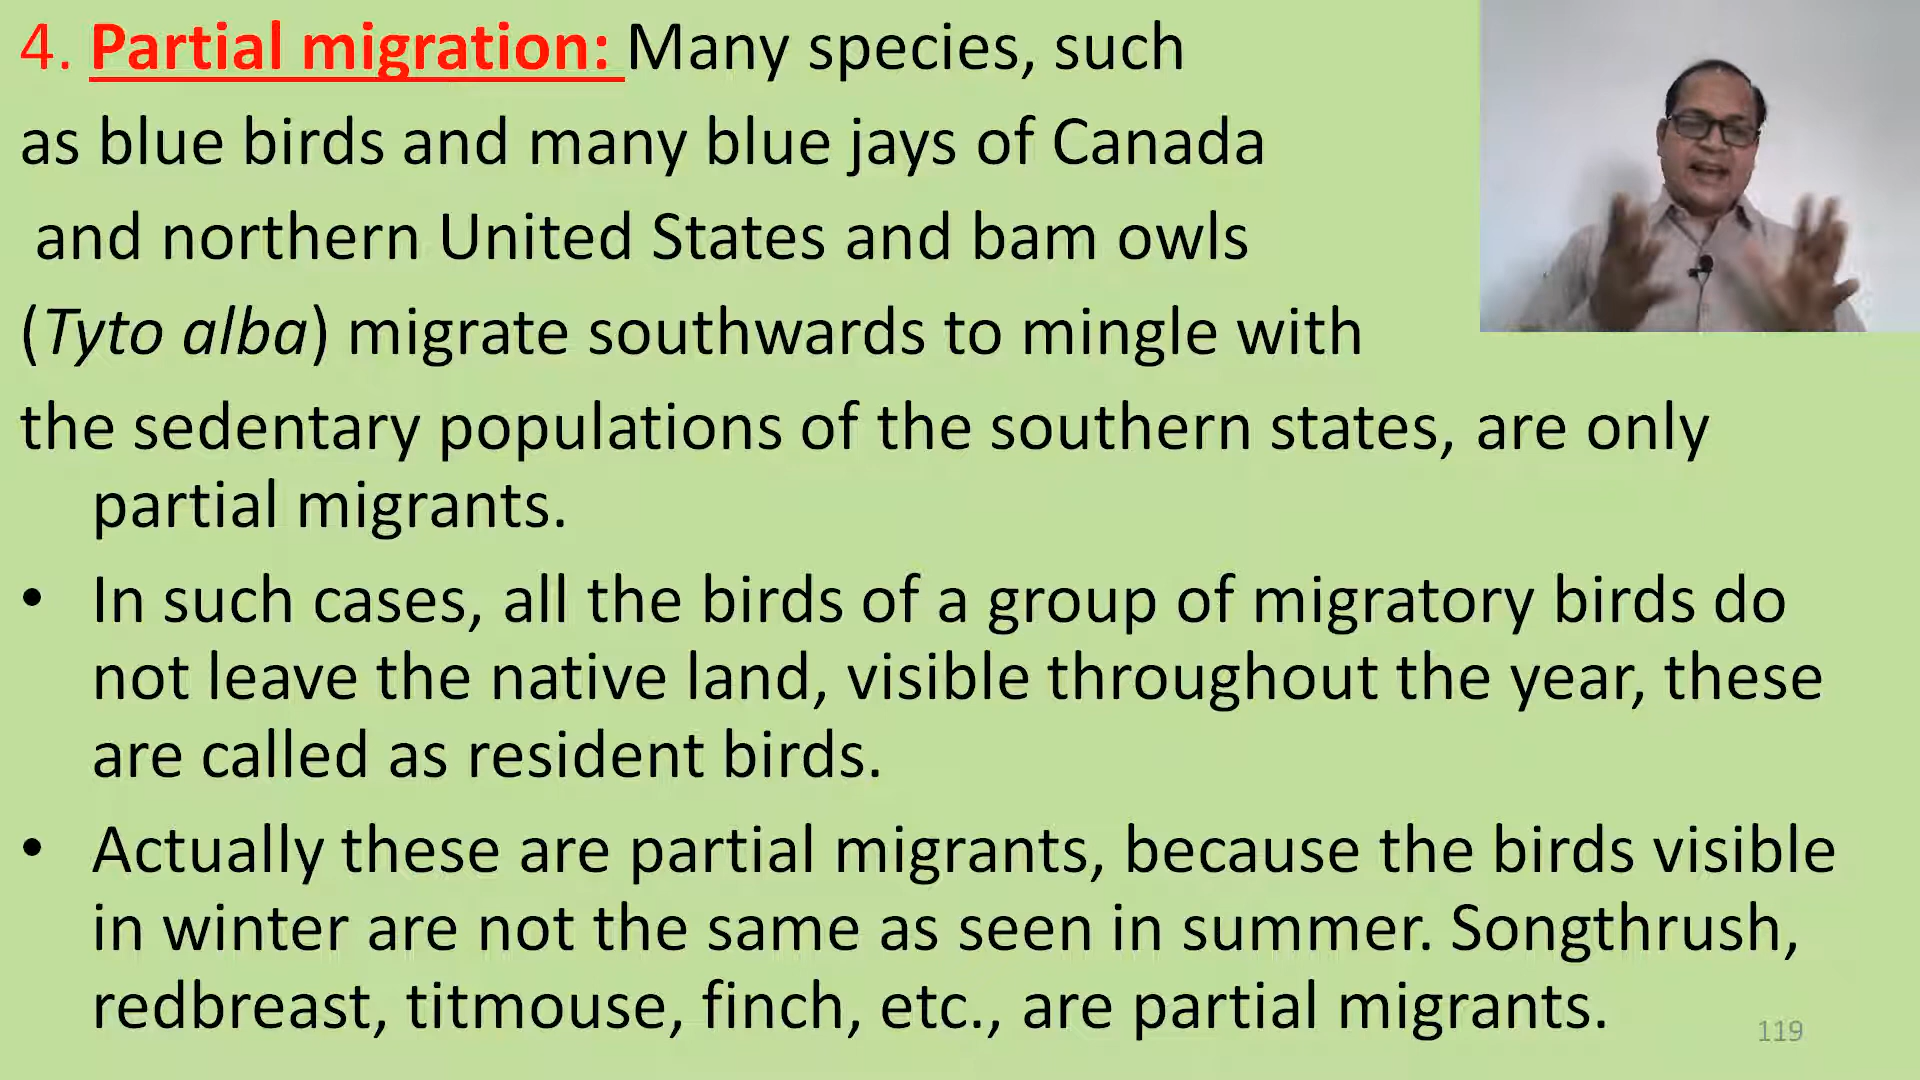 4. Partial migration: Many species, such
as blue birds and many blue jays of Canada
and northern United States and bam owls
(Tyto alba) migrate southwards to mingle with
the sedentary populations of the southern states, are only
partial migrants.
• In such cases, all the birds of a group of migratory birds do
not leave the native land, visible throughout the year, these
are called as resident birds.
• Actually these are partial migrants, because the birds visible
in winter are not the same as seen in summer. Songthrush,
redbreast, titmouse, finch, etc., are partial migrants.
119